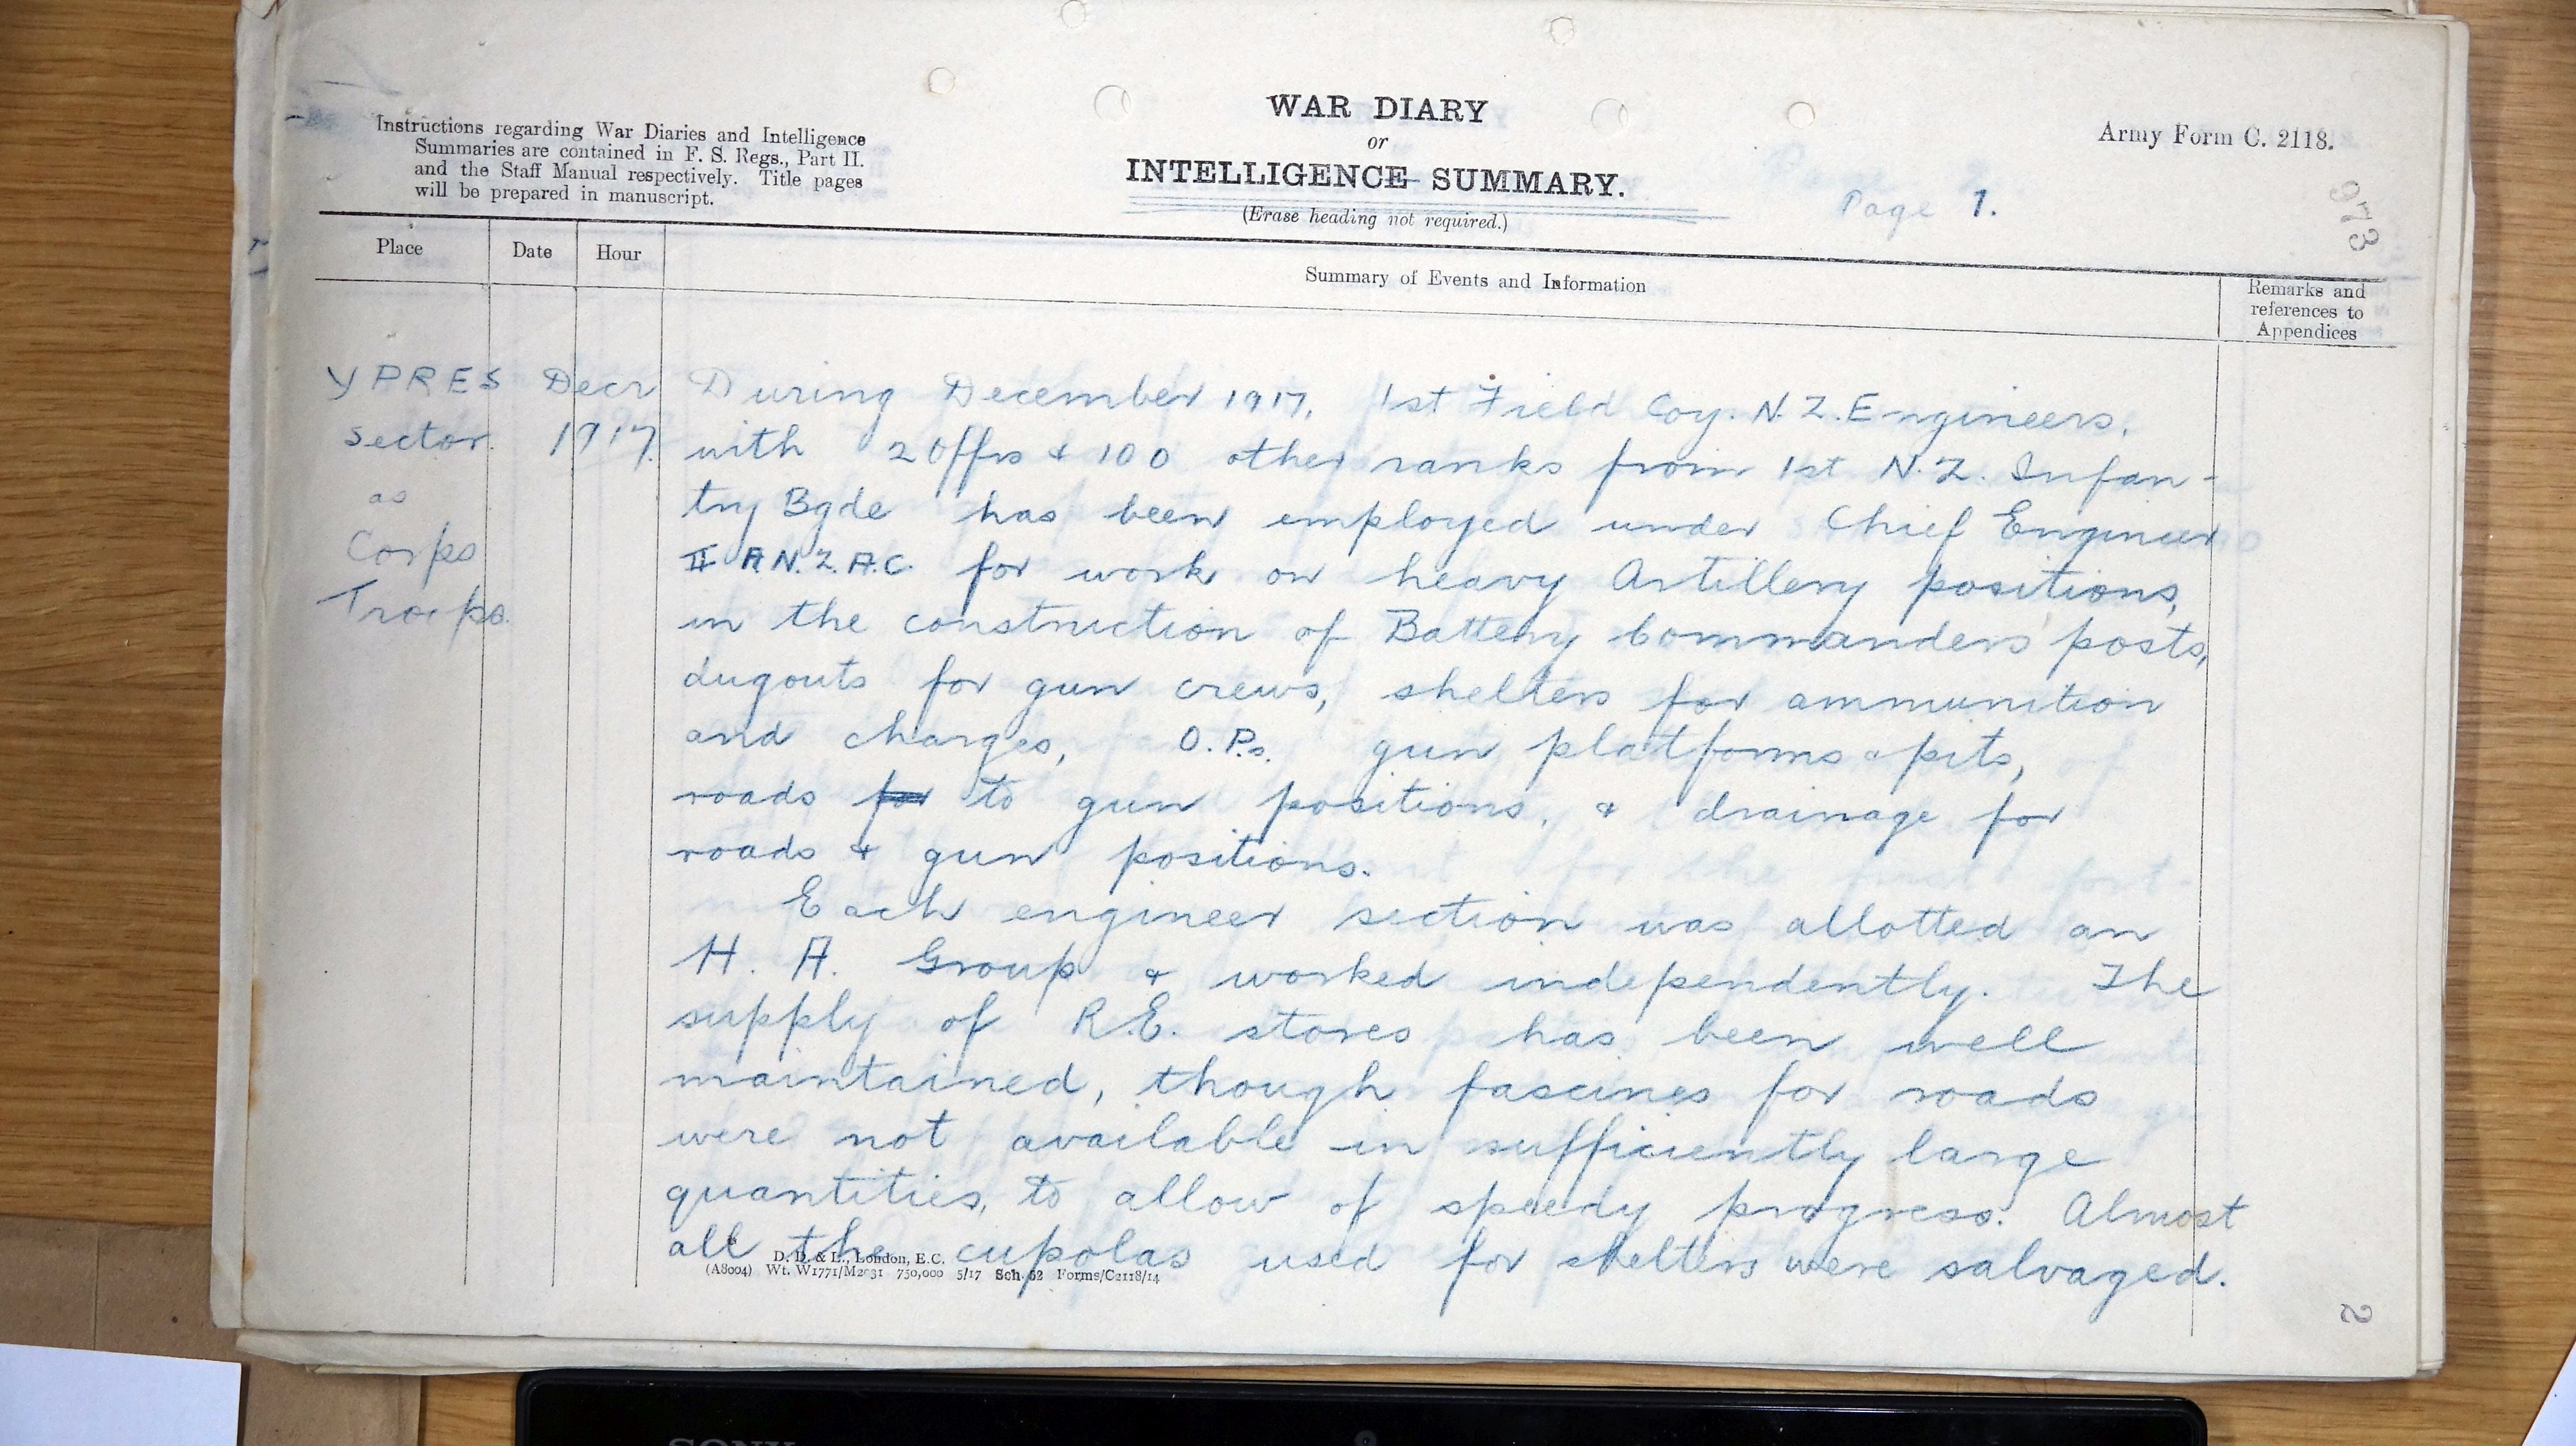 WAR DIARY
or
INTELLIGENCE SUMMARY.
(Erase heading not required.)
Instructions regarding War Diaries and Intelligence
Summaries are contained in F. S. Regs., Part II.
and the Staff Manual respectively. Title pages
will be prepared in manuscript.
Army Form C. 2118.
Page 1.
973
Place
Date
Hour
Summary of Events and Information
Remarks and
references to
Appendices
YPRES
sector.
as
Corps
Troops.
Decr
1917.
During December 1917, 1st Field Coy. N.Z. Engineers,
with 2 Offrs & 100 other ranks from 1st N.Z. Infan-
try Bgde has been employed under Chief Engineer
II A.N.Z.A.C. for work on heavy Artillery positions,
in the construction of Battery Commanders' posts,
dugouts for gun crews, shelters for ammunition
and charges, O.P.s. gun platforms & pits,
roads for to gun positions, & drainage for
roads & gun positions.
Each engineer section was allotted an
H. A. Group & worked independently. The
supply of R.E. stores has been well
maintained, though fascines for roads
were not available in sufficiently large
quantities, to allow of speedy progress. Almost
all the cupolas used for shelters were salvaged.
D. D. & L., London, E.C.
(A8004) Wt. W1771/M2031 750,000 5/17 Sch. 52 Forms/C2118/14
2
SONY